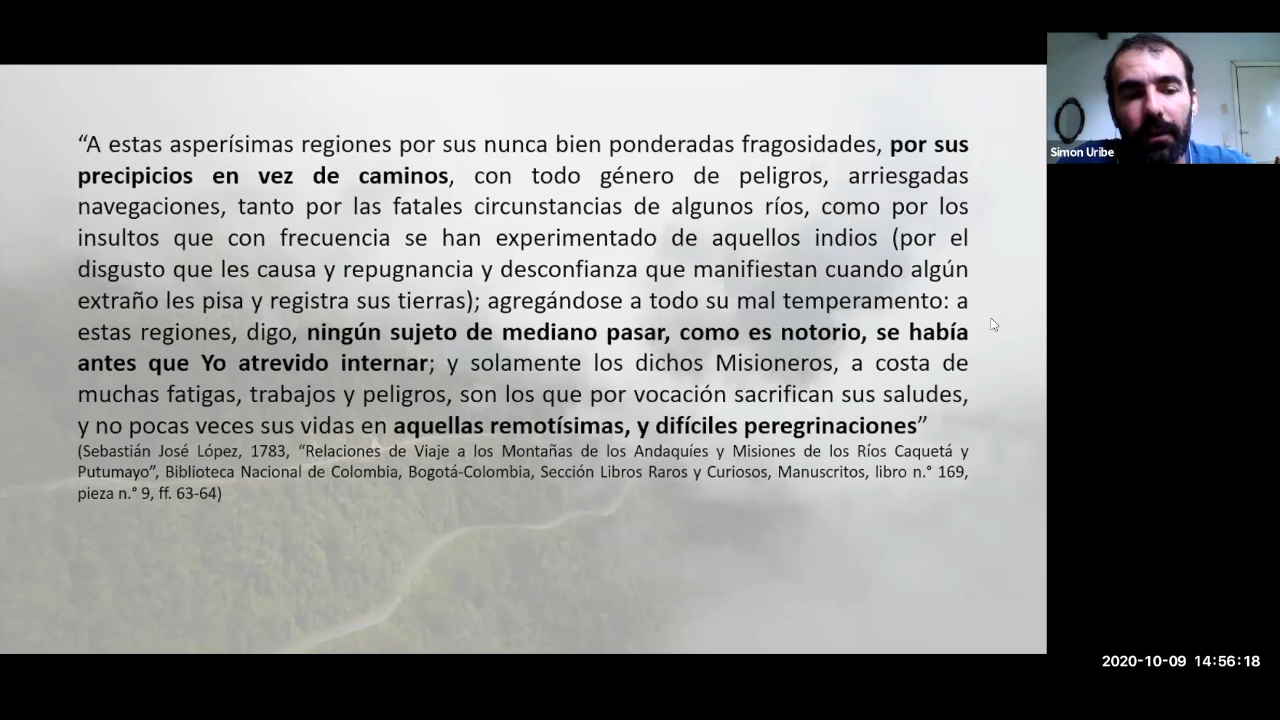 “A estas asperísimas regiones por sus nunca bien ponderadas fragosidades, por sus
precipicios en vez de caminos, con todo género de peligros, arriesgadas
navegaciones, tanto por las fatales circunstancias de algunos ríos, como por los
insultos que con frecuencia se han experimentado de aquellos indios (por el
disgusto que les causa y repugnancia y desconfianza que manifiestan cuando algún
extraño les pisa y registra sus tierras); agregándose a todo su mal temperamento: a
estas regiones, digo, ningún sujeto de mediano pasar, como es notorio, se había
antes que Yo atrevido internar; y solamente los dichos Misioneros, a costa de
muchas fatigas, trabajos y peligros, son los que por vocación sacrifican sus saludes,
y no pocas veces sus vidas en aquellas remotísimas, y difíciles peregrinaciones”
(Sebastián José López, 1783, “Relaciones de Viaje a los Montañas de los Andaquíes y Misiones de los Ríos Caquetá y
Putumayo”, Biblioteca Nacional de Colombia, Bogotá-Colombia, Sección Libros Raros y Curiosos, Manuscritos, libro n.° 169,
pieza n.° 9, ff. 63-64)
Simon Uribe
2020-10-09 14:56:18